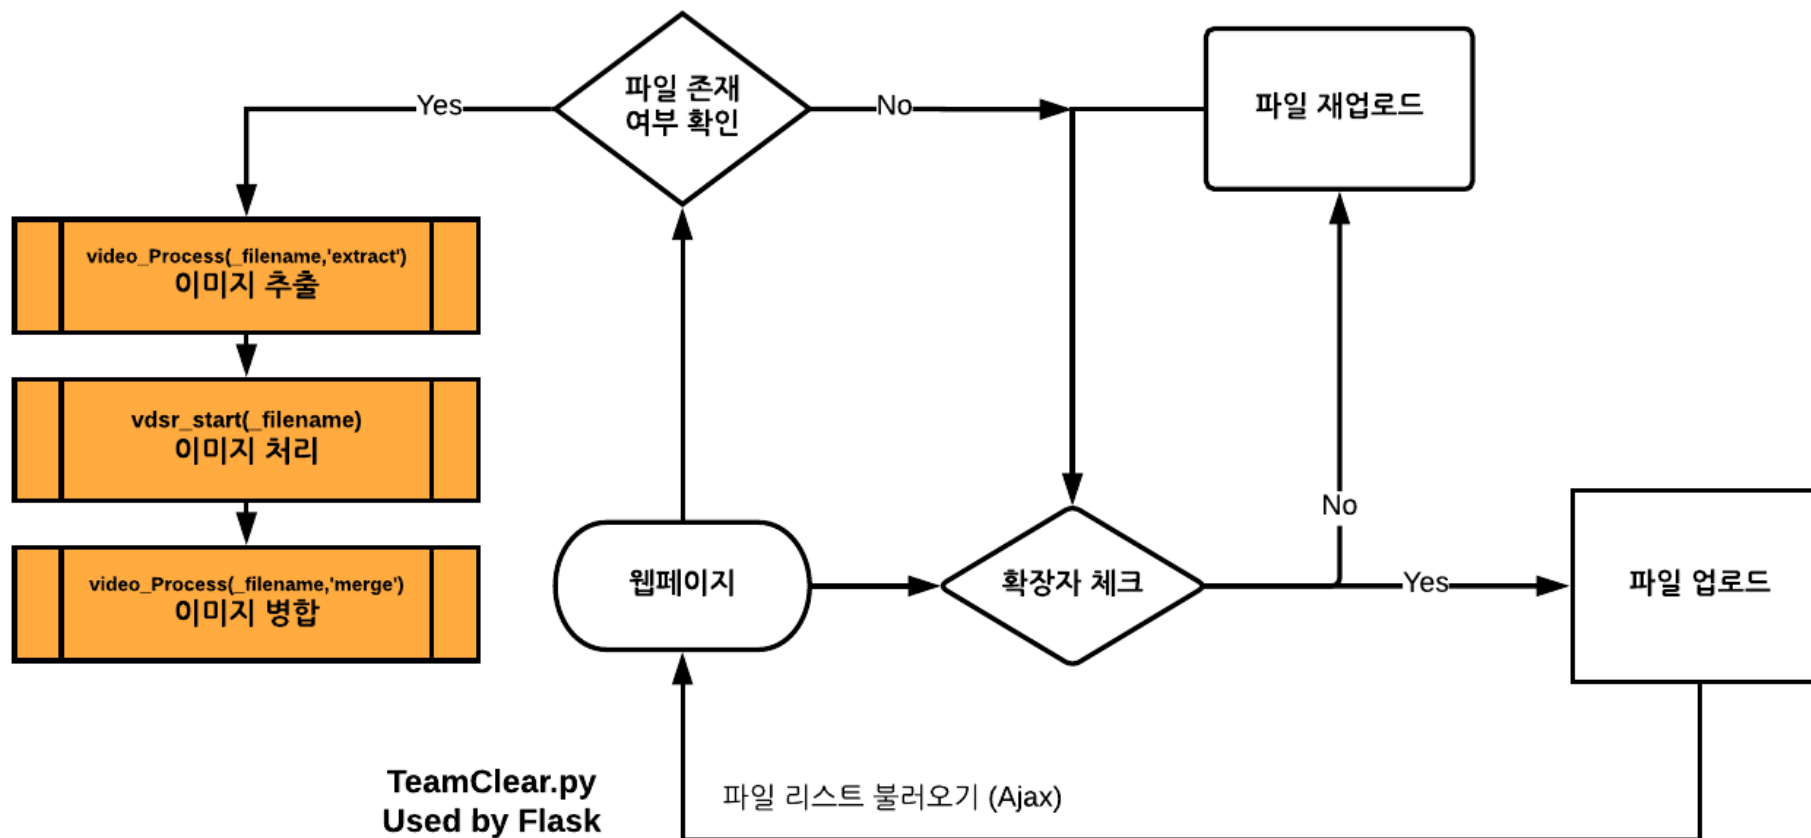 파일 존재
여부 확인
Yes
No
파일 재업로드
video_Process(_filename,'extract')
이미지 추출
vdsr_start(_filename)
이미지 처리
video_Process(_filename,'merge')
이미지 병합
No
웹페이지
확장자 체크
Yes
파일 업로드
TeamClear.py
Used by Flask
파일 리스트 불러오기 (Ajax)